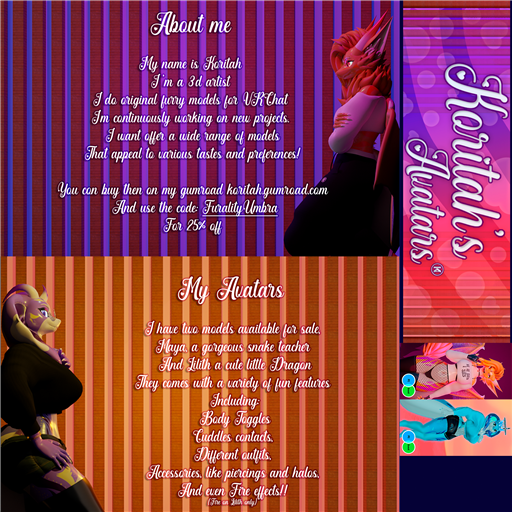 About me
My name is Koritah
I'm a 3d artist
I do original furry models for VRChat
Im continuously working on new projects.
I want offer a wide range of models
That appeal to various tastes and preferences!
You can buy then on my gumroad koritah.gumroad.com
And use the code: FuralityUmbra
For 25% off
My Avatars
I have two models available for sale,
Maya, a gorgeous snake teacher
And Lilith a cute little Dragon
They comes with a variety of fun features
Including:
Body Toggles
Cuddles contacts,
Different outfits,
Accessories, like piercings and halos,
And even Fire effects!!
(Fire on Lilith only)
Koritah's
Avatars